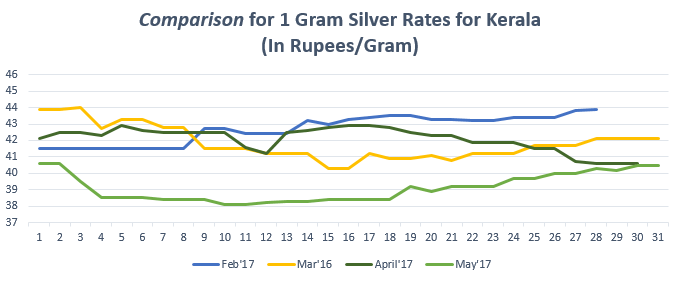 Comparison for 1 Gram Silver Rates for Kerala
(In Rupees/Gram)
46
45
44
43
42
41
40
39
38
37
1 2 3 4 5 6 7 8 9 10 11 12 13 14 15 16 17 18 19 20 21 22 23 24 25 26 27 28 29 30 31
Feb'17 Mar'16 April'17 May'17